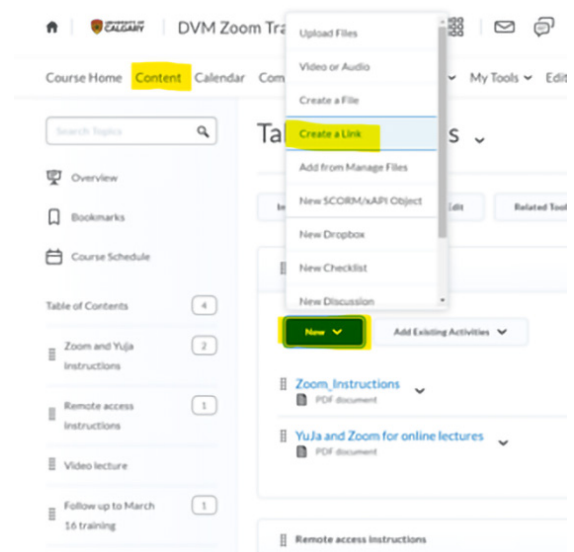 UNIVERSITY OF
CALGARY
DVM Zoom Tra
Course Home Content Calendar Com
My Tools Edit
Upload Files
Video or Audio
Create a File
Create a Link
Add from Manage Files
New SCORM/xAPI Object
New Dropbox
New Checklist
New Discussion
Search Topics
Overview
Bookmarks
Course Schedule
Table of Contents 4
Zoom and Yuja
Instructions
2
Remote access
instructions
1
Video lecture
Follow up to March
16 training
1
Ta s
Im Edit Related Tool
New Add Existing Activities
Zoom_Instructions
PDF document
YuJa and Zoom for online lectures
PDF document
Remote access instructions